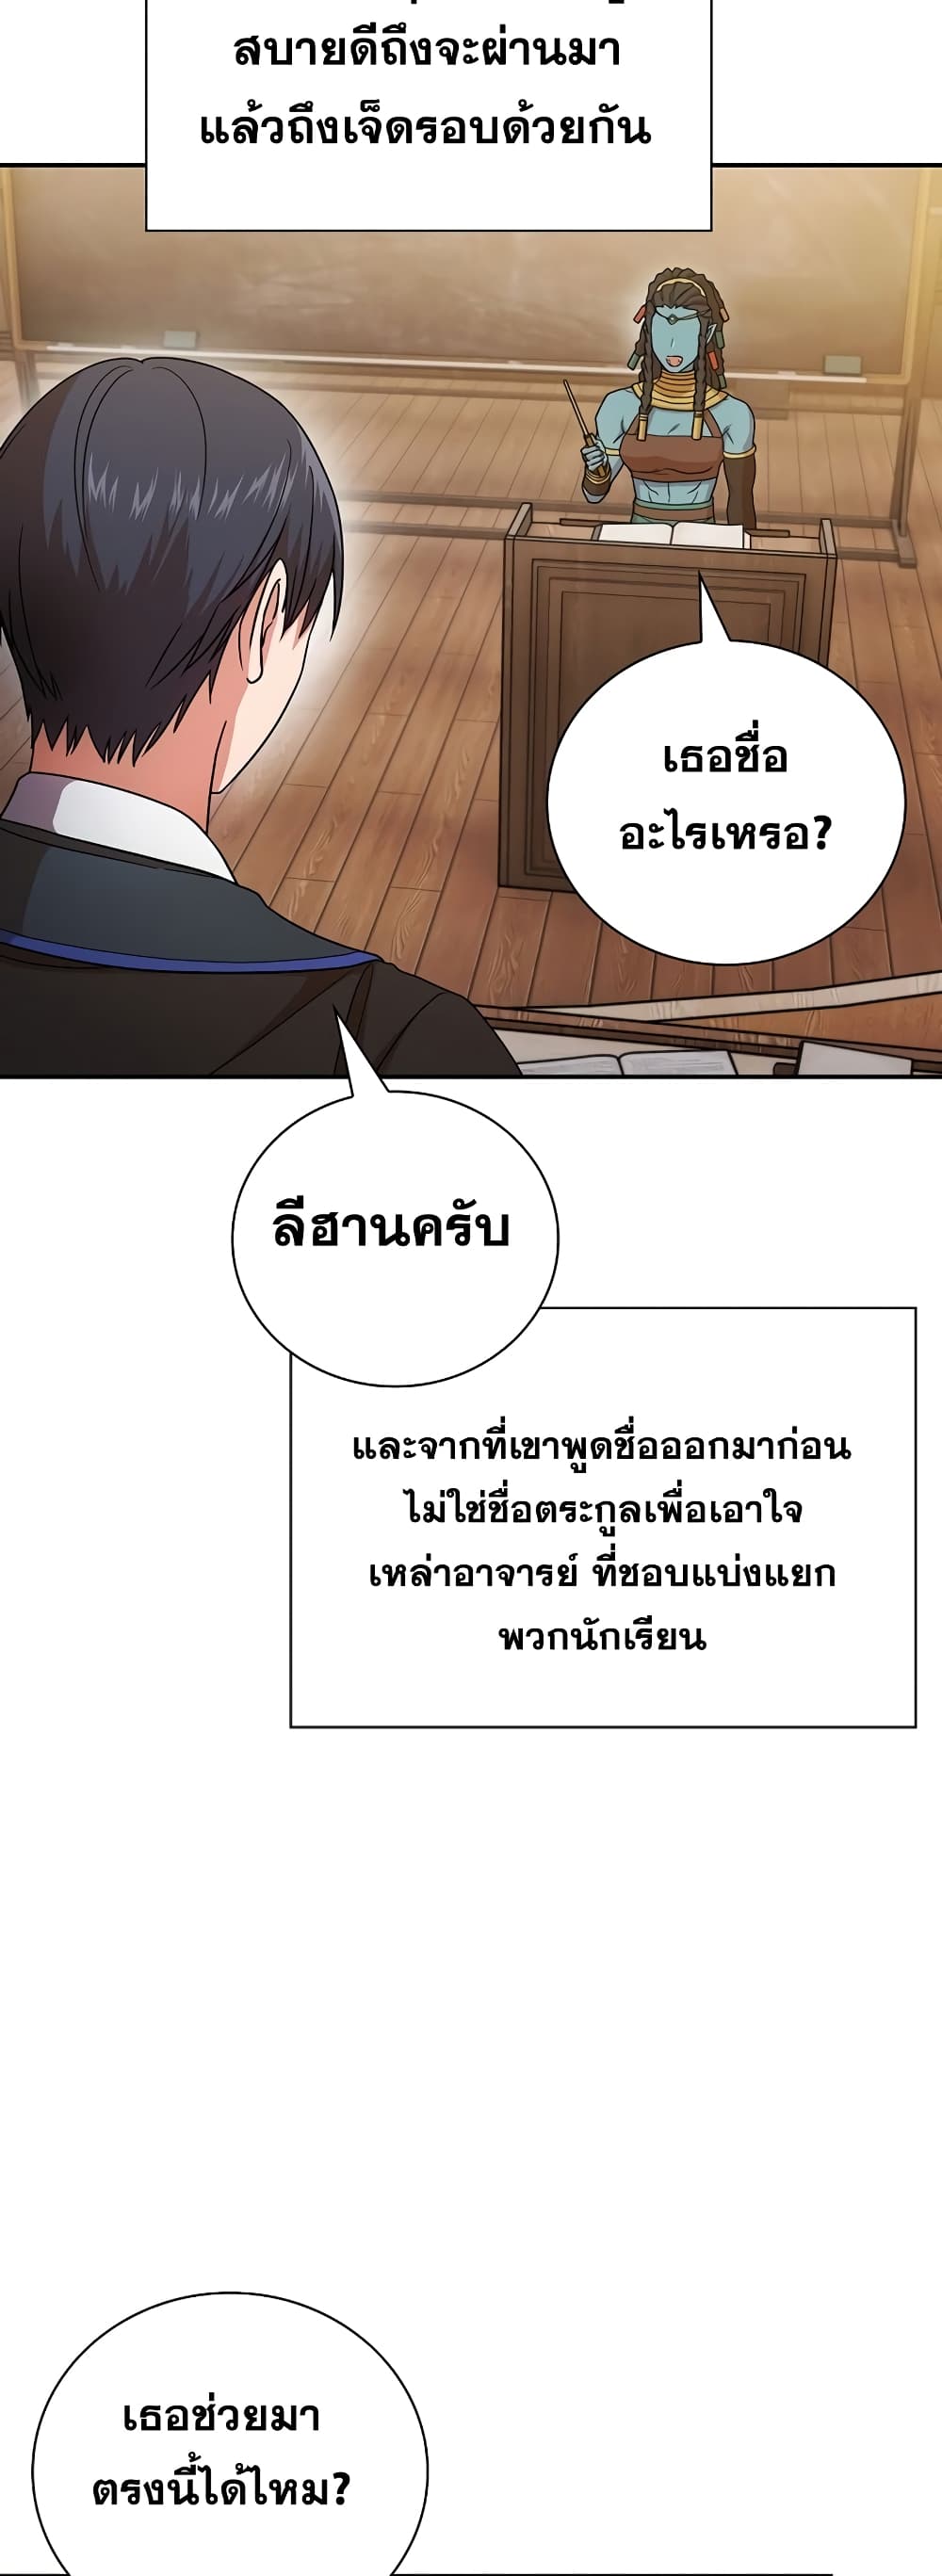 สบายดีถึงจะผ่านมา
แล้วถึงเจ็ดรอบด้วยกัน
เธอชื่อ
อะไรเหรอ?
ลีฮานครับ
และจากที่เขาพูดชื่อออกมาก่อน
ไม่ใช่ชื่อตระกูลเพื่อเอาใจ
เหล่าอาจารย์ ที่ชอบแบ่งแยก
พวกนักเรียน
เธอช่วยมา
ตรงนี้ได้ไหม?